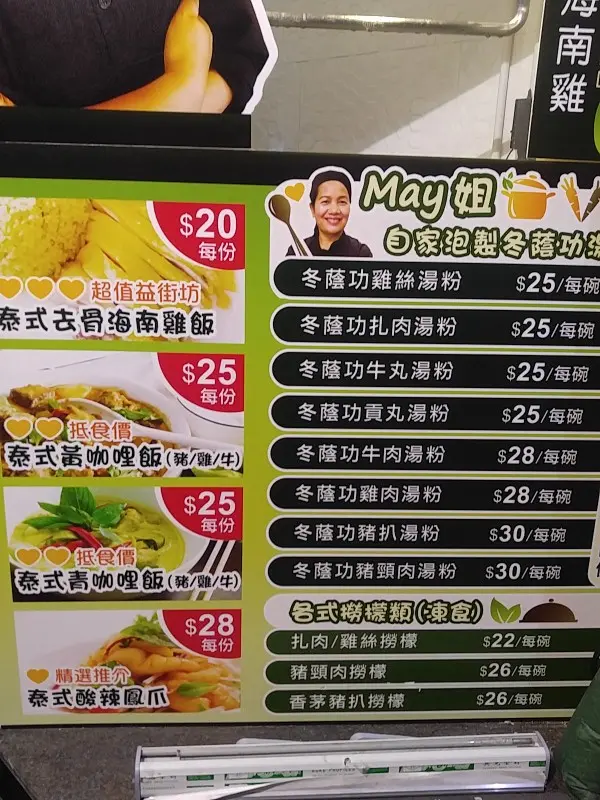 海南雞
$20
每份
超值益街坊
泰式去骨海南雞飯
$25
每份
抵食價
泰式黃咖哩飯(豬/雞/牛)
$25
每份
抵食價
泰式青咖哩飯(豬/雞/牛)
$28
每份
精選推介
泰式酸辣鳳爪
May姐
自家泡製冬蔭功湯
冬蔭功雞絲湯粉 $25/每碗
冬蔭功扎肉湯粉 $25/每碗
冬蔭功牛丸湯粉 $25/每碗
冬蔭功貢丸湯粉 $25/每碗
冬蔭功牛肉湯粉 $28/每碗
冬蔭功雞肉湯粉 $28/每碗
冬蔭功豬扒湯粉 $30/每碗
冬蔭功豬頸肉湯粉 $30/每碗
各式撈檬類(凍食)
扎肉/雞絲撈檬 $22/每碗
豬頸肉撈檬 $26/每碗
香茅豬扒撈檬 $26/每碗